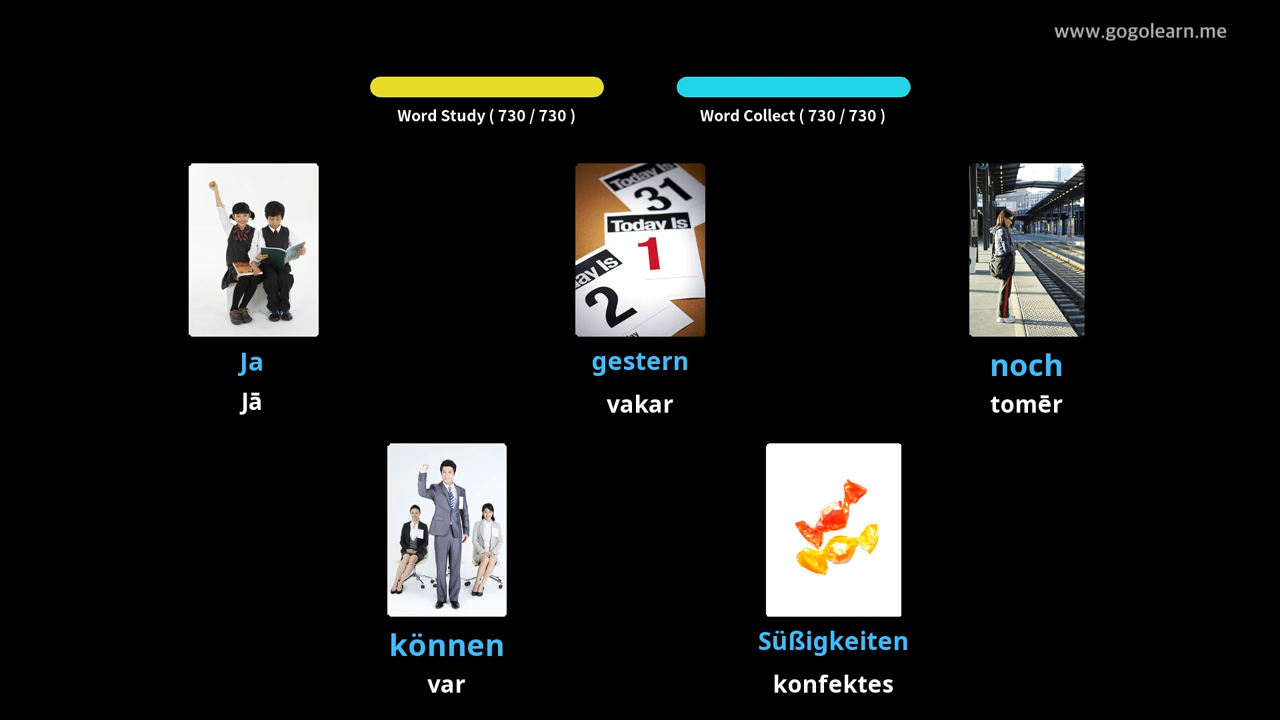 www.gogolearn.me
Word Study ( 730 / 730 )
Word Collect ( 730 / 730 )
Today Is
31
Today Is
1
day Is
2
Ja
Jā
gestern
vakar
noch
tomēr
können
var
Süßigkeiten
konfektes